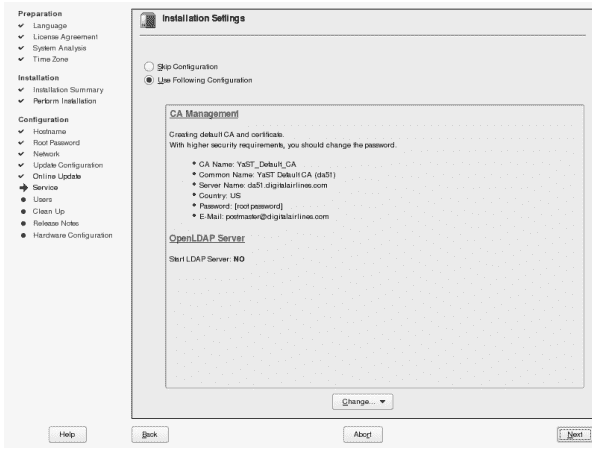 Preparation
Language
License Agreement
System Analysis
Time Zone
Installation
Installation Summary
Perform Installation
Configuration
Hostname
Root Password
Network
Update Configuration
Online Update
Service
Users
Clean Up
Release Notes
Hardware Configuration
Installation Settings
Skip Configuration
Use Following Configuration
CA Management
Creating default CA and certificate.
With higher security requirements, you should change the password.
CA Name: YaST_Default_CA
Common Name: YaST Default CA (da51)
Server Name: da51.digitalairlines.com
Country: US
Password: [root password]
E-Mail: postmaster@digitalairlines.com
OpenLDAP Server
Start LDAP Server: NO
Change...
Help
Back
Abort
Next